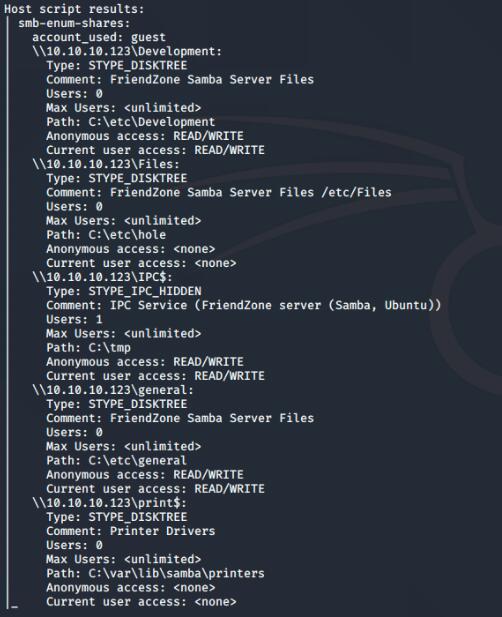 Host script results:
| smb-enum-shares:
|   account_used: guest
|   \\10.10.10.123\Development:
|     Type: STYPE_DISKTREE
|     Comment: FriendZone Samba Server Files
|     Users: 0
|     Max Users: <unlimited>
|     Path: C:\etc\Development
|     Anonymous access: READ/WRITE
|     Current user access: READ/WRITE
|   \\10.10.10.123\Files:
|     Type: STYPE_DISKTREE
|     Comment: FriendZone Samba Server Files /etc/Files
|     Users: 0
|     Max Users: <unlimited>
|     Path: C:\etc\hole
|     Anonymous access: <none>
|     Current user access: <none>
|   \\10.10.10.123\IPC$:
|     Type: STYPE_IPC_HIDDEN
|     Comment: IPC Service (FriendZone server (Samba, Ubuntu))
|     Users: 1
|     Max Users: <unlimited>
|     Path: C:\tmp
|     Anonymous access: READ/WRITE
|     Current user access: READ/WRITE
|   \\10.10.10.123\general:
|     Type: STYPE_DISKTREE
|     Comment: FriendZone Samba Server Files
|     Users: 0
|     Max Users: <unlimited>
|     Path: C:\etc\general
|     Anonymous access: READ/WRITE
|     Current user access: READ/WRITE
|   \\10.10.10.123\print$:
|     Type: STYPE_DISKTREE
|     Comment: Printer Drivers
|     Users: 0
|     Max Users: <unlimited>
|     Path: C:\var\lib\samba\printers
|     Anonymous access: <none>
|_    Current user access: <none>